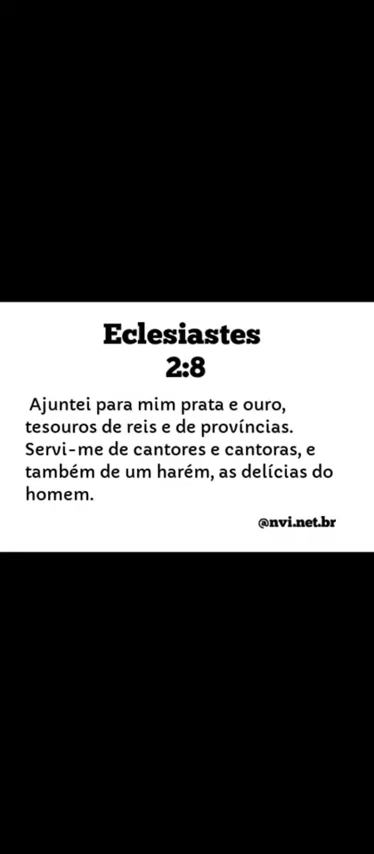 Eclesiastes
2:8
Ajuntei para mim prata e ouro,
tesouros de reis e de províncias.
Servi-me de cantores e cantoras, e
também de um harém, as delícias do
homem.
@nvi.net.br